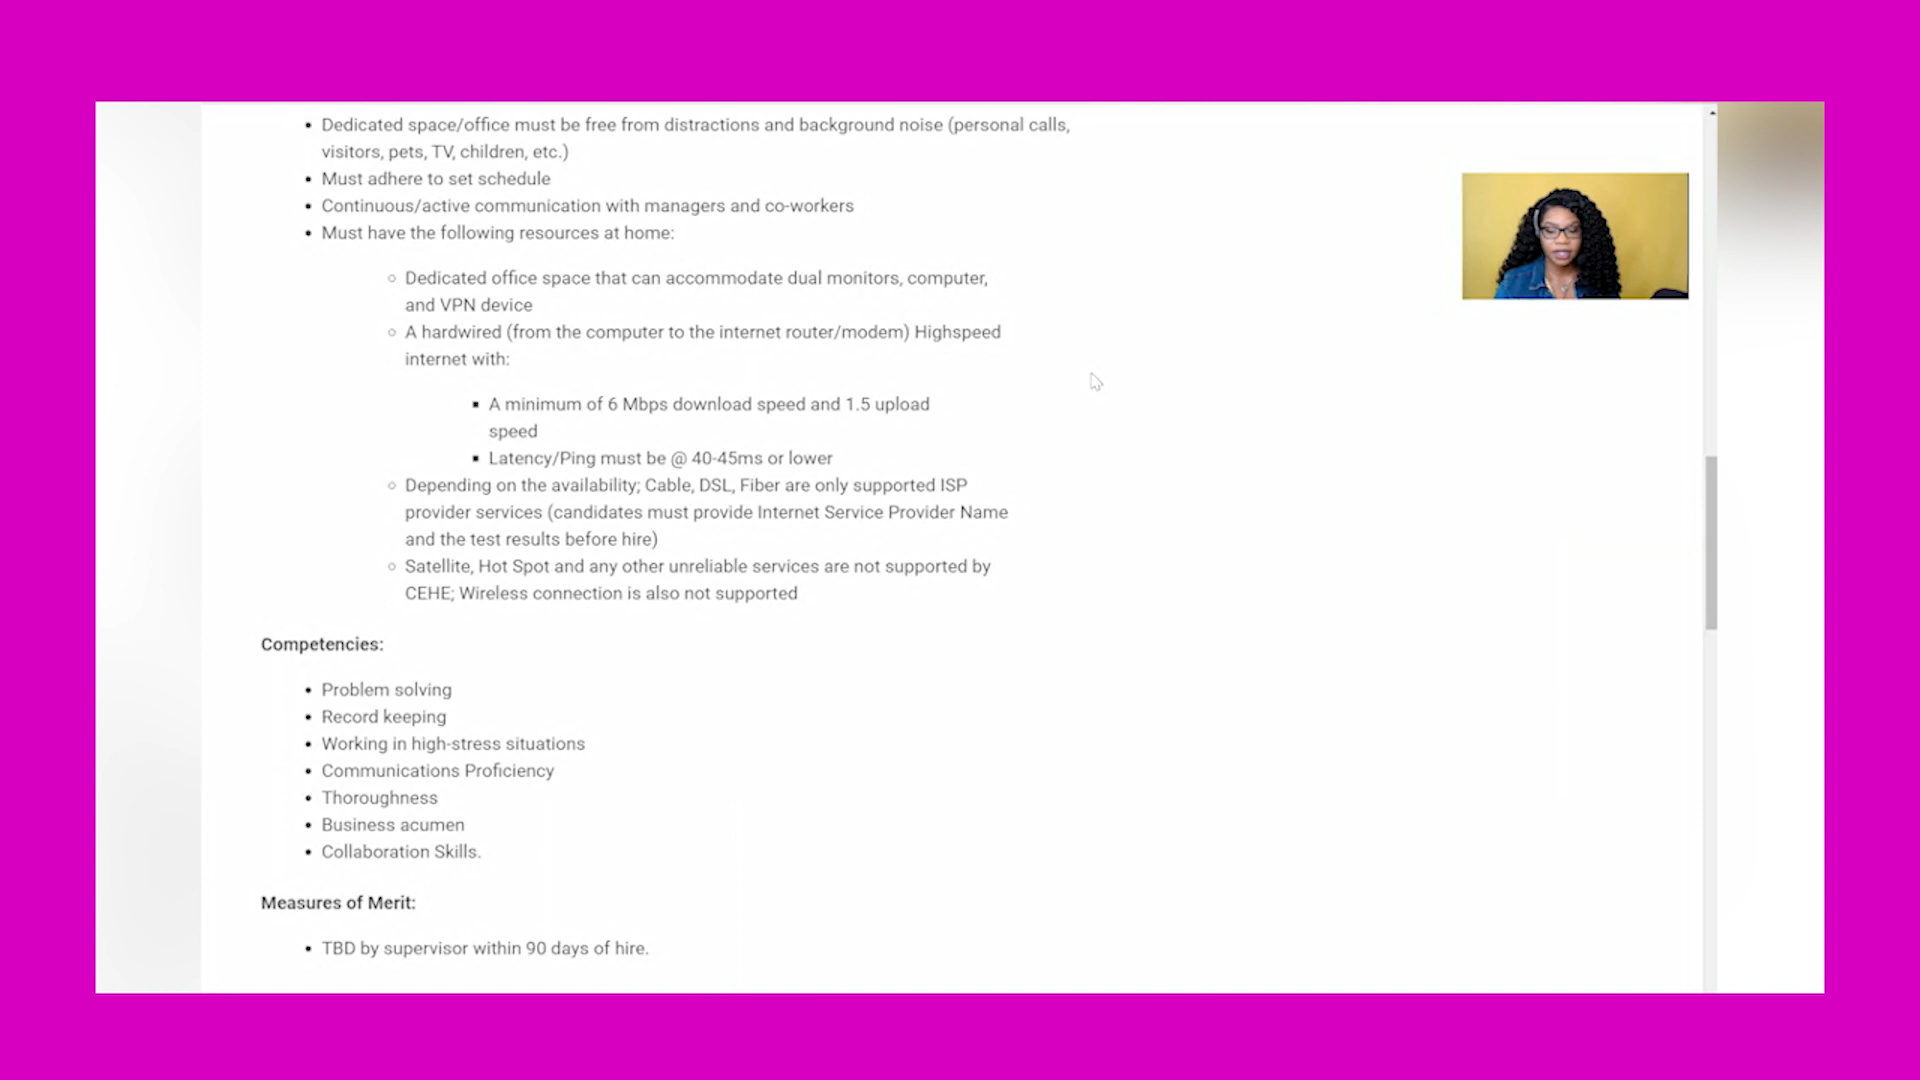 Dedicated space/office must be free from distractions and background noise (personal calls,
visitors, pets, TV, children, etc.)
Must adhere to set schedule
Continuous/active communication with managers and co-workers
Must have the following resources at home:
Dedicated office space that can accommodate dual monitors, computer,
and VPN device
A hardwired (from the computer to the internet router/modem) Highspeed
internet with:
A minimum of 6 Mbps download speed and 1.5 upload
speed
Latency/Ping must be @ 40-45ms or lower
Depending on the availability; Cable, DSL, Fiber are only supported ISP
provider services (candidates must provide Internet Service Provider Name
and the test results before hire)
Satellite, Hot Spot and any other unreliable services are not supported by
CEHE; Wireless connection is also not supported
Competencies:
Problem solving
Record keeping
Working in high-stress situations
Communications Proficiency
Thoroughness
Business acumen
Collaboration Skills.
Measures of Merit:
TBD by supervisor within 90 days of hire.